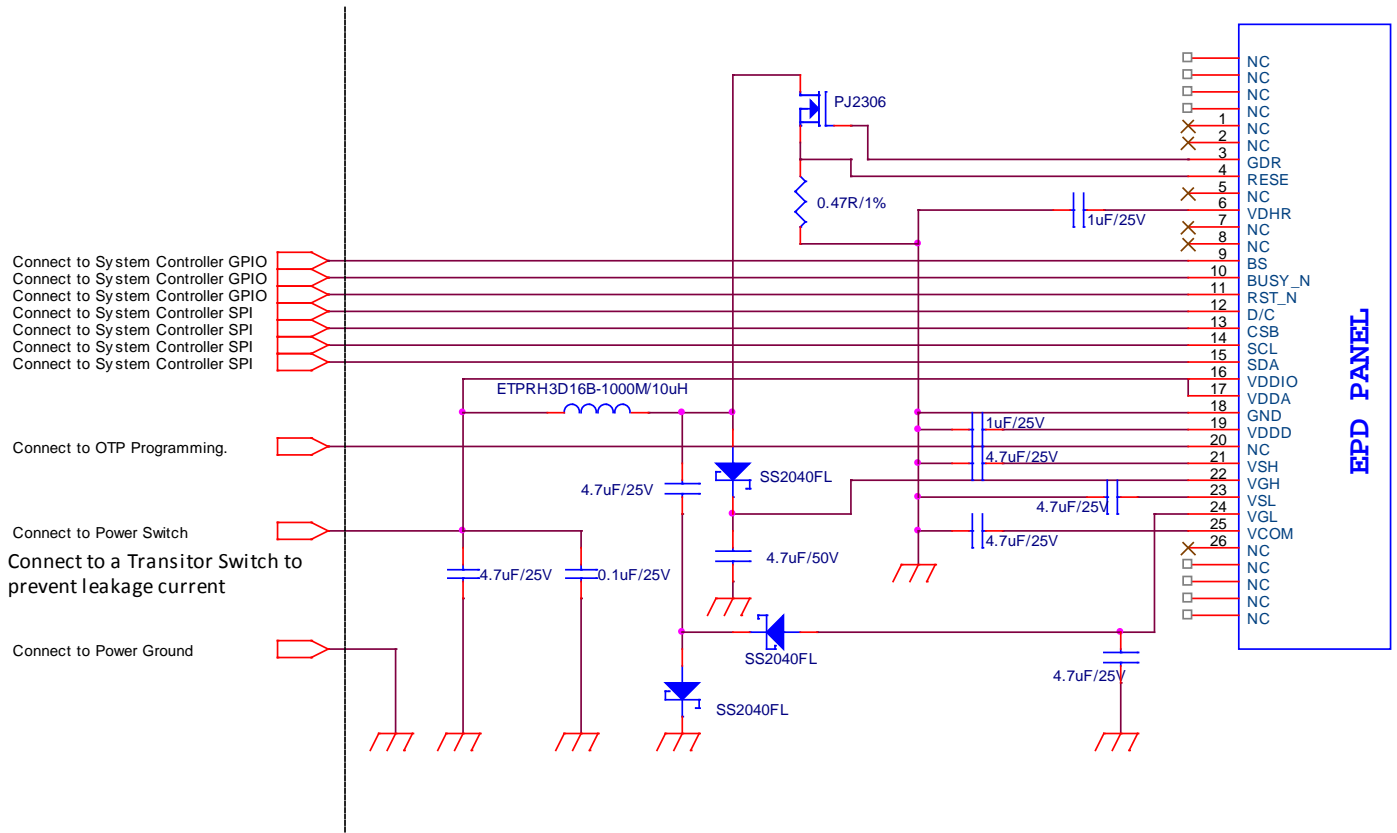 NC
NC
NC
NC
PJ2306
1 NC
2 NC
3 GDR
4 RESE
5 NC
0.47R/1%
6 VDHR
1uF/25V
7 NC
8 NC
Connect to System Controller GPIO
9 BS
Connect to System Controller GPIO
10 BUSY_N
Connect to System Controller GPIO
11 RST_N
Connect to System Controller SPI
12 D/C
Connect to System Controller SPI
13 CSB
Connect to System Controller SPI
14 SCL
Connect to System Controller SPI
15 SDA
EPD PANEL
16 VDDIO
ETPRH3D16B-1000M/10uH
17 VDDA
18 GND
1uF/25V
19 VDDD
Connect to OTP Programming.
20 NC
4.7uF/25V
21 VSH
SS2040FL
22 VGH
4.7uF/25V
23 VSL
4.7uF/25V
24 VGL
Connect to Power Switch
25 VCOM
4.7uF/25V
26 NC
Connect to a Transitor Switch to
prevent leakage current
4.7uF/50V
NC
4.7uF/25V
0.1uF/25V
NC
NC
NC
Connect to Power Ground
SS2040FL
4.7uF/25V
SS2040FL